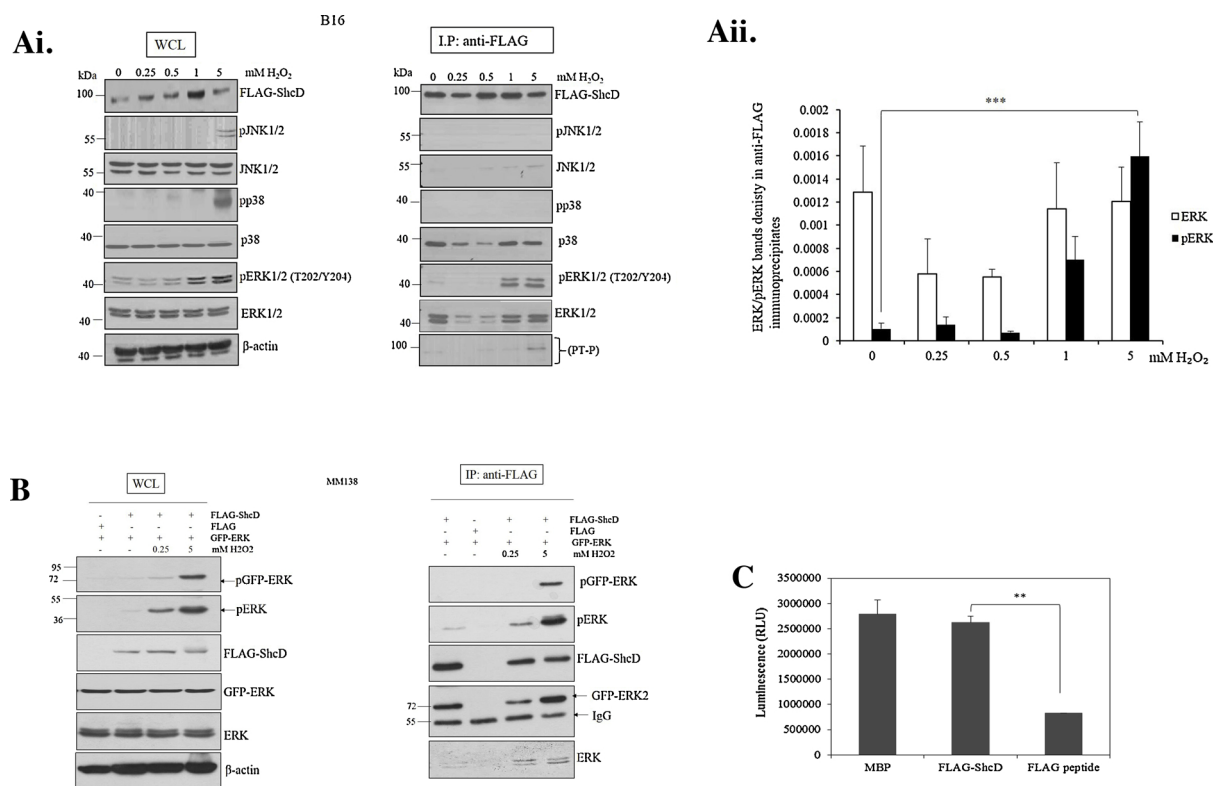 B16
Ai.
WCL
kDa 0 0.25 0.5 1 5 mM H₂O₂
100 FLAG-ShcD
55 pJNK1/2
55 JNK1/2
40 pp38
40 p38
40 pERK1/2 (T202/Y204)
40 ERK1/2
40 β-actin
I.P: anti-FLAG
kDa 0 0.25 0.5 1 5 mM H₂O₂
100 FLAG-ShcD
55 pJNK1/2
55 JNK1/2
40 pp38
40 p38
40 pERK1/2 (T202/Y204)
40 ERK1/2
100 (PT-P)
Aii.
ERK/pERK bands denisty in anti-FLAG
immunoprecipitates
0.002
0.0018
0.0016
0.0014
0.0012
0.001
0.0008
0.0006
0.0004
0.0002
0
***
ERK
pERK
0 0.25 0.5 1 5 mM H₂O₂
B
WCL
MM138
- + + + FLAG-ShcD
+ - - - FLAG
+ + + + GFP-ERK
- - 0.25 5 mM H2O2
95
72 pGFP-ERK
55 pERK
36
FLAG-ShcD
GFP-ERK
ERK
β-actin
IP: anti-FLAG
+ - + + FLAG-ShcD
- + - - FLAG
+ + + + GFP-ERK
- - 0.25 5 mM H2O2
pGFP-ERK
pERK
FLAG-ShcD
GFP-ERK2
72
55 IgG
ERK
C
Luminescence (RLU)
3500000
3000000
2500000
2000000
1500000
1000000
500000
0
**
MBP FLAG-ShcD FLAG peptide